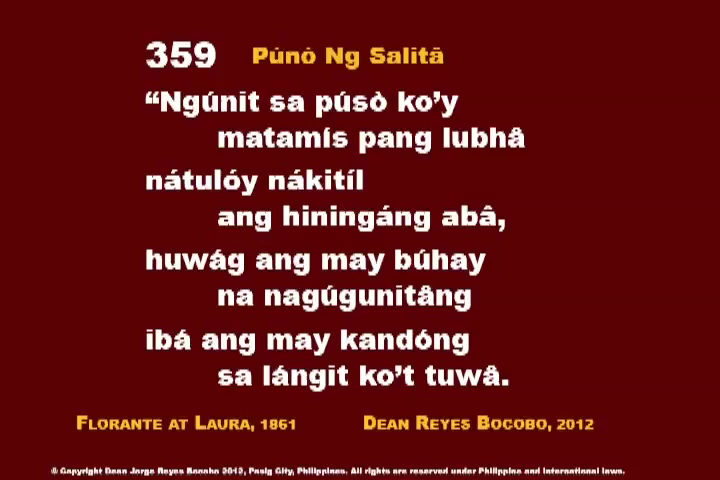 359 Púnò Ng Salitâ
“Ngúnit sa púsò ko’y
matamís pang lubhâ
nátulóy nákitíl
ang hiningáng abâ,
huwág ang may búhay
na nagúgunitâng
ibá ang may kandóng
sa lángit ko’t tuwâ.
FLORANTE AT LAURA, 1861 DEAN REYES BOCOBO, 2012
© Copyright Dean Jorge Reyes Bocobo 2012, Pasig City, Philippines. All rights are reserved under Philippine and international laws.